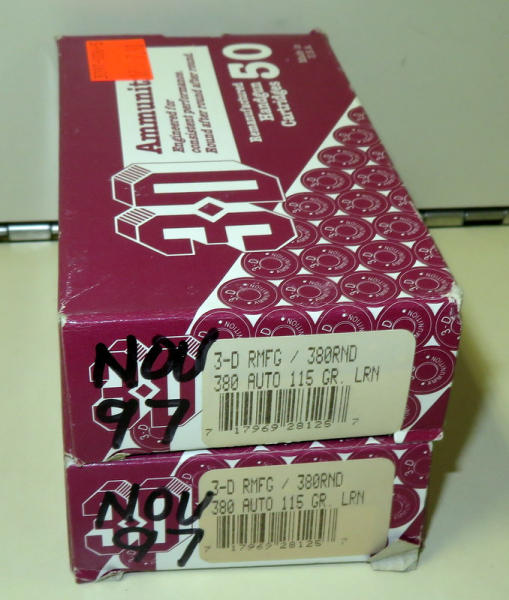 3-D
Ammunit
Engineered for
consistent performance.
Round after round after round.
50
Remanufactured
Handgun
Cartridges
Made in
U.S.A.
NOV
97
3-D RMFG / 380RND
380 AUTO 115 GR. LRN
7 17969 28125 7
NOV
97
3-D RMFG / 380RND
380 AUTO 115 GR. LRN
7 17969 28125 7